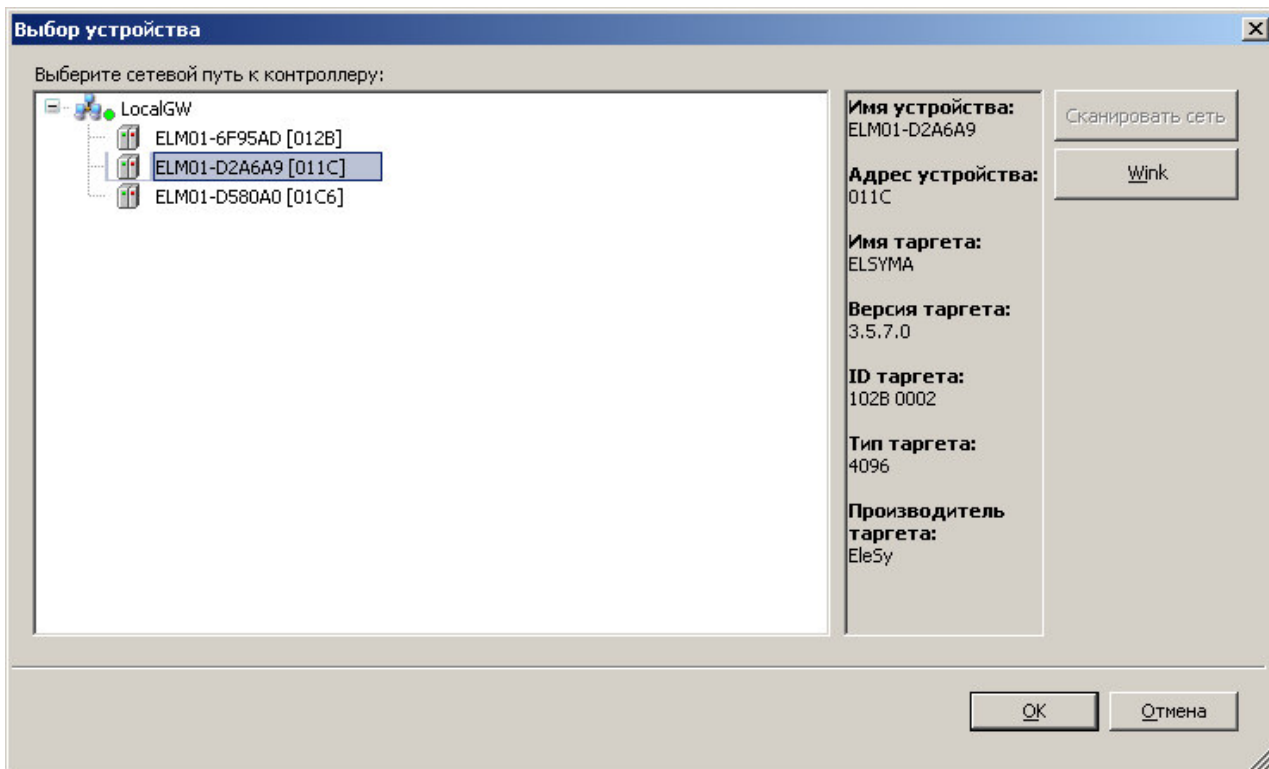 Выбор устройства
Выберите сетевой путь к контроллеру:
LocalGW
ELM01-6F95AD [012B]
ELM01-D2A6A9 [011C]
ELM01-D580A0 [01C6]
Имя устройства:
ELM01-D2A6A9
Адрес устройства:
011C
Имя таргета:
ELSYMA
Версия таргета:
3.5.7.0
ID таргета:
102B 0002
Тип таргета:
4096
Производитель
таргета:
EleSy
Сканировать сеть
Wink
OK
Отмена